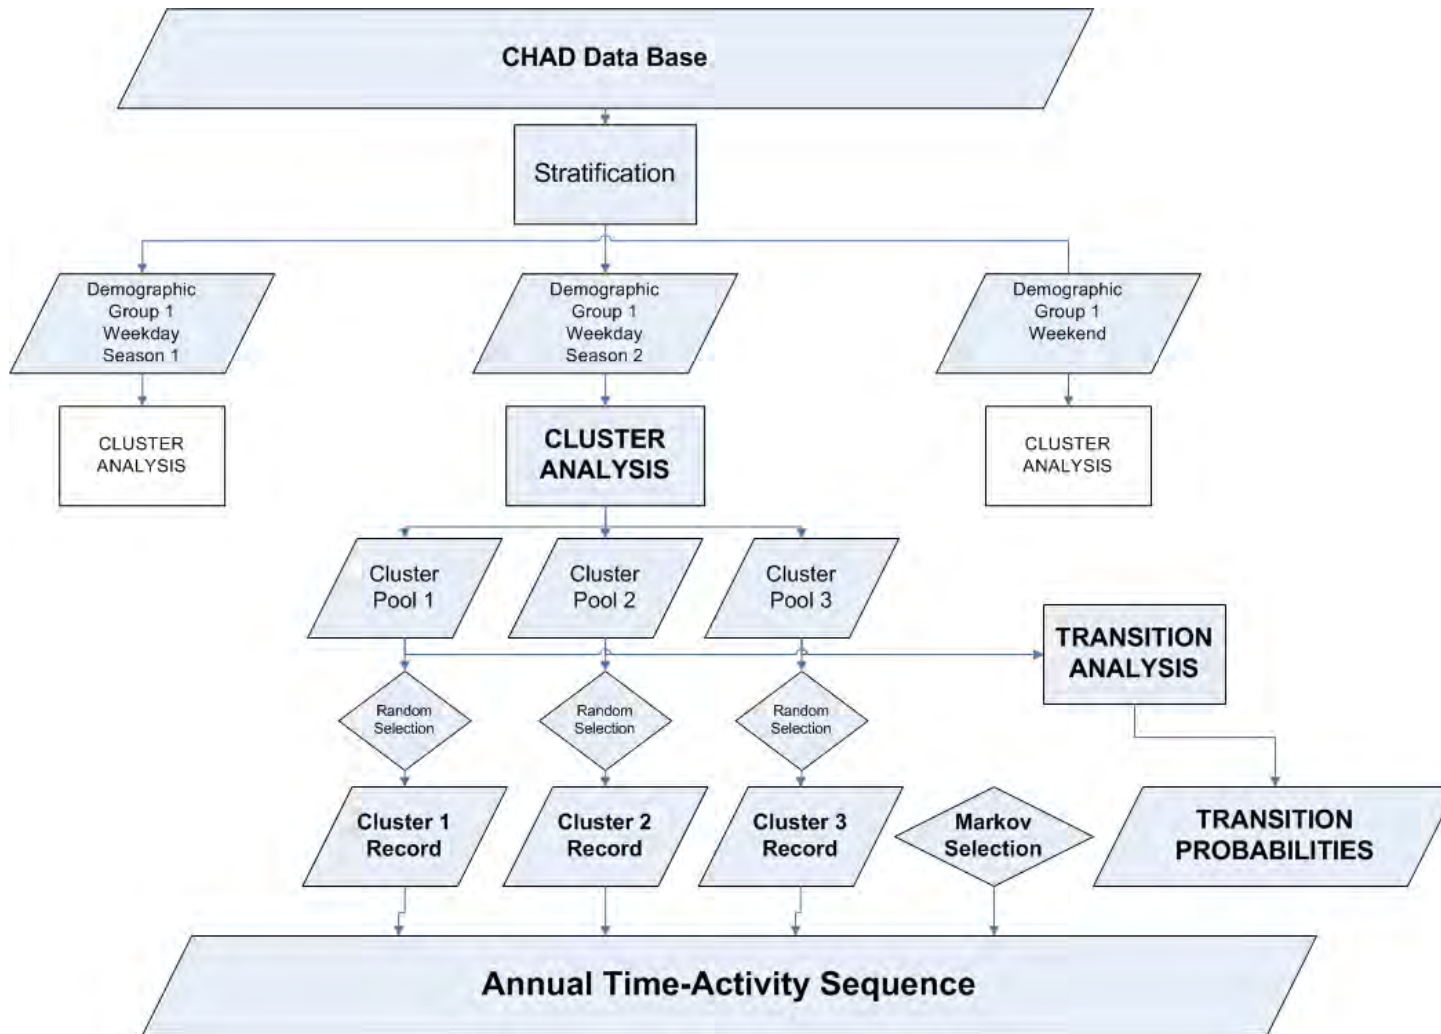 CHAD Data Base
Stratification
Demographic
Group 1
Weekday
Season 1
Demographic
Group 1
Weekday
Season 2
Demographic
Group 1
Weekend
CLUSTER
ANALYSIS
CLUSTER
ANALYSIS
CLUSTER
ANALYSIS
Cluster
Pool 1
Cluster
Pool 2
Cluster
Pool 3
TRANSITION
ANALYSIS
Random
Selection
Random
Selection
Random
Selection
Cluster 1
Record
Cluster 2
Record
Cluster 3
Record
Markov
Selection
TRANSITION
PROBABILITIES
Annual Time-Activity Sequence